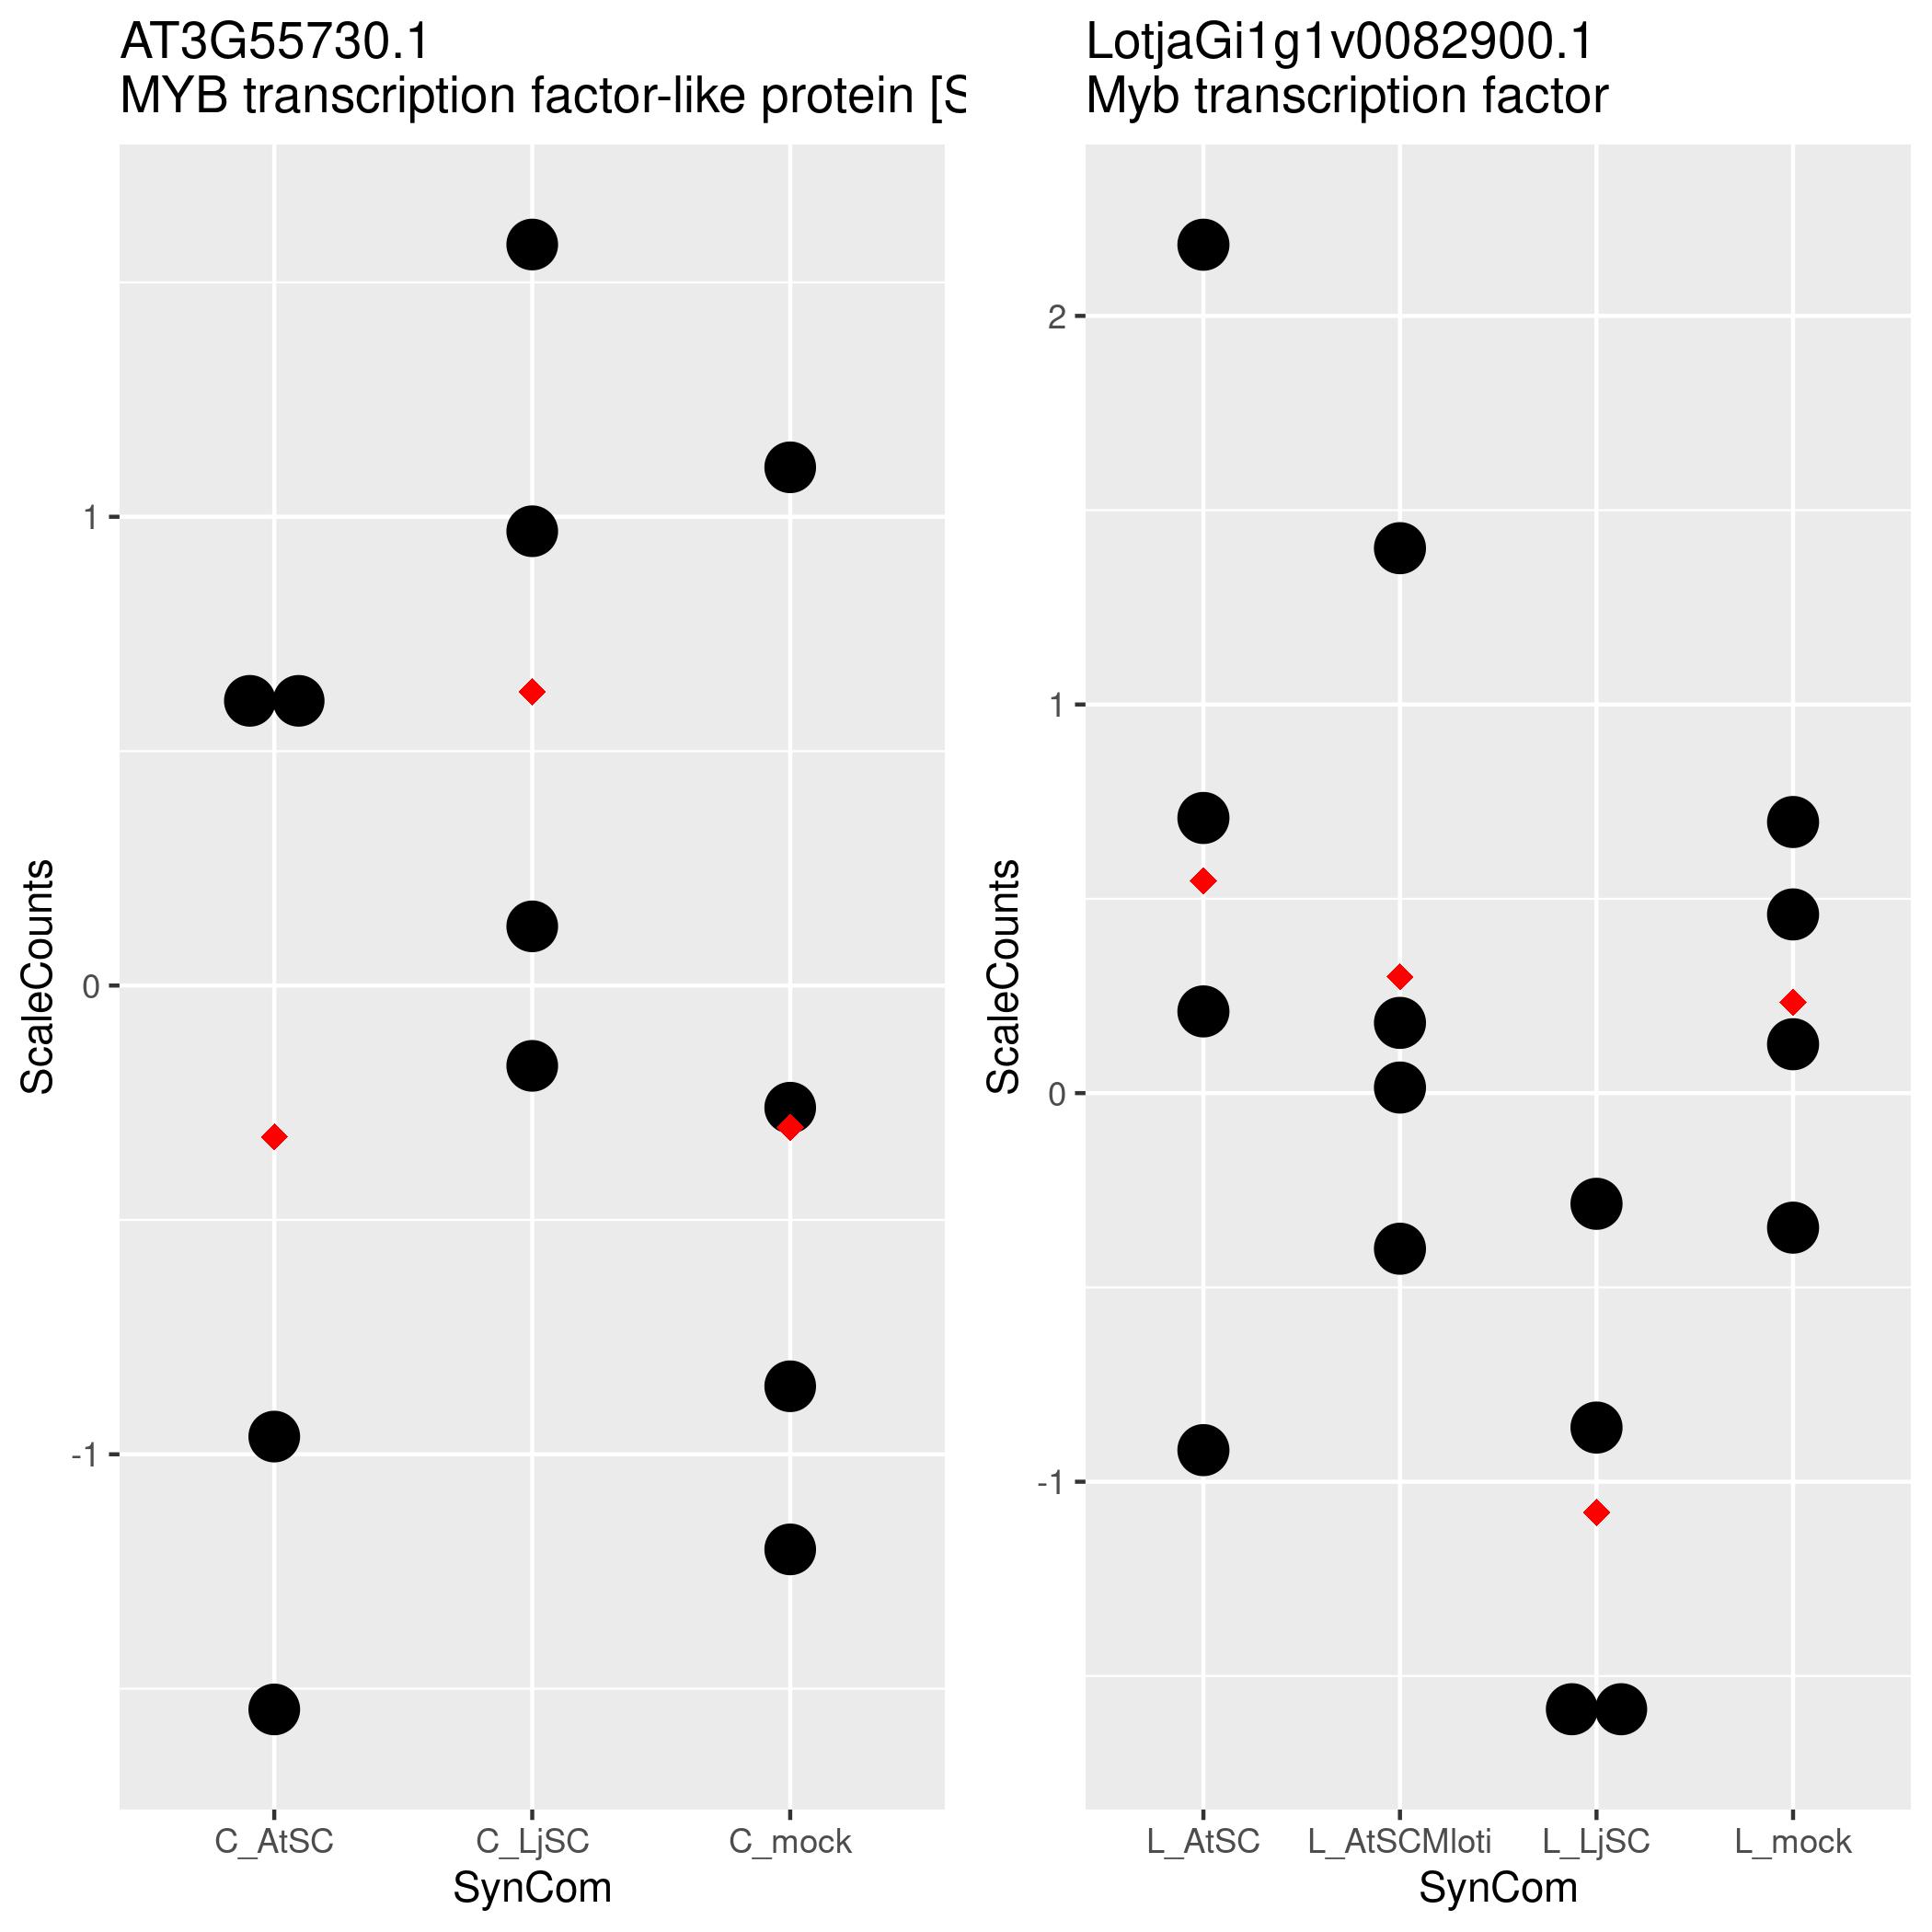 AT3G55730.1
MYB transcription factor-like protein [S
ScaleCounts
1
0
-1
C_AtSC
C_LjSC
C_mock
SynCom
LotjaGi1g1v0082900.1
Myb transcription factor
ScaleCounts
2
1
0
-1
L_AtSC
L_AtSCMloti
L_LjSC
L_mock
SynCom